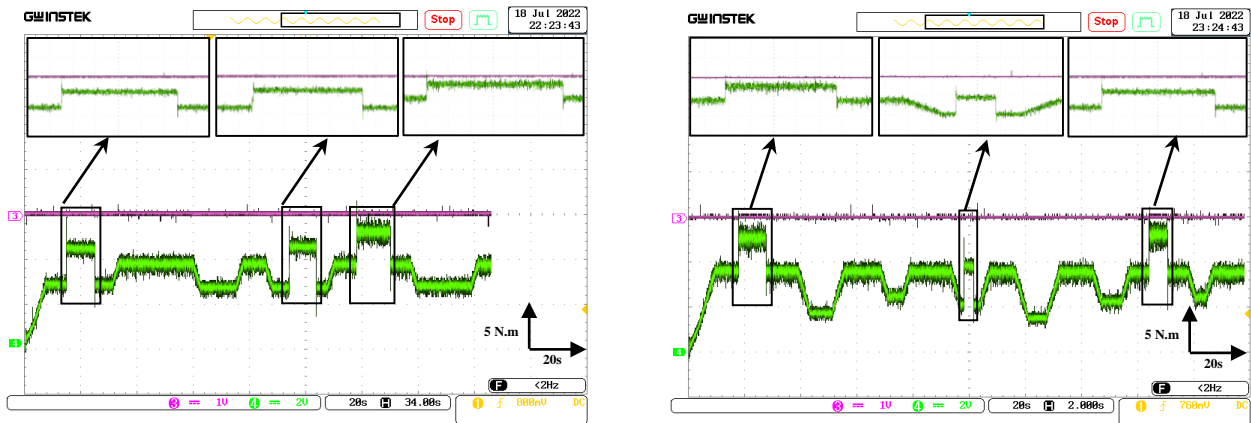 GWINSTEK
Stop
18 Jul 2022
22:23:43
3
4
5 N.m
20s
F <2Hz
3 1V 4 2V 20s H 34.00s 1 800mV DC
GWINSTEK
Stop
18 Jul 2022
23:24:43
3
4
5 N.m
20s
F <2Hz
3 1V 4 2V 20s H 2.000s 1 760mV DC